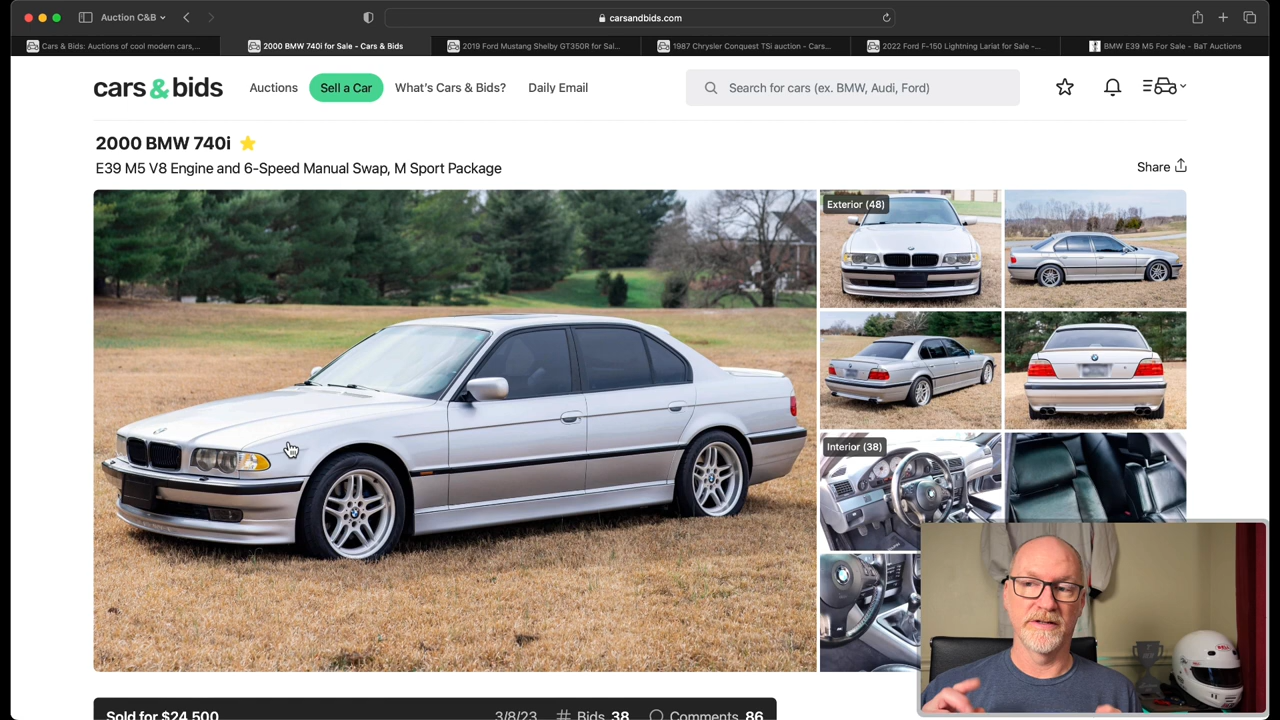 Auction C&B
carsandbids.com
Cars & Bids: Auctions of cool modern cars,...
2000 BMW 740i for Sale - Cars & Bids
2019 Ford Mustang Shelby GT350R for Sal...
1987 Chrysler Conquest TSi auction - Cars...
2022 Ford F-150 Lightning Lariat for Sale -...
BMW E39 M5 For Sale - BaT Auctions
cars&bids
Auctions
Sell a Car
What's Cars & Bids?
Daily Email
Search for cars (ex. BMW, Audi, Ford)
2000 BMW 740i
E39 M5 V8 Engine and 6-Speed Manual Swap, M Sport Package
Share
Exterior (48)
Interior (38)
Sold for $24,500
3/8/23
# Bids 38
Comments 86
BELL